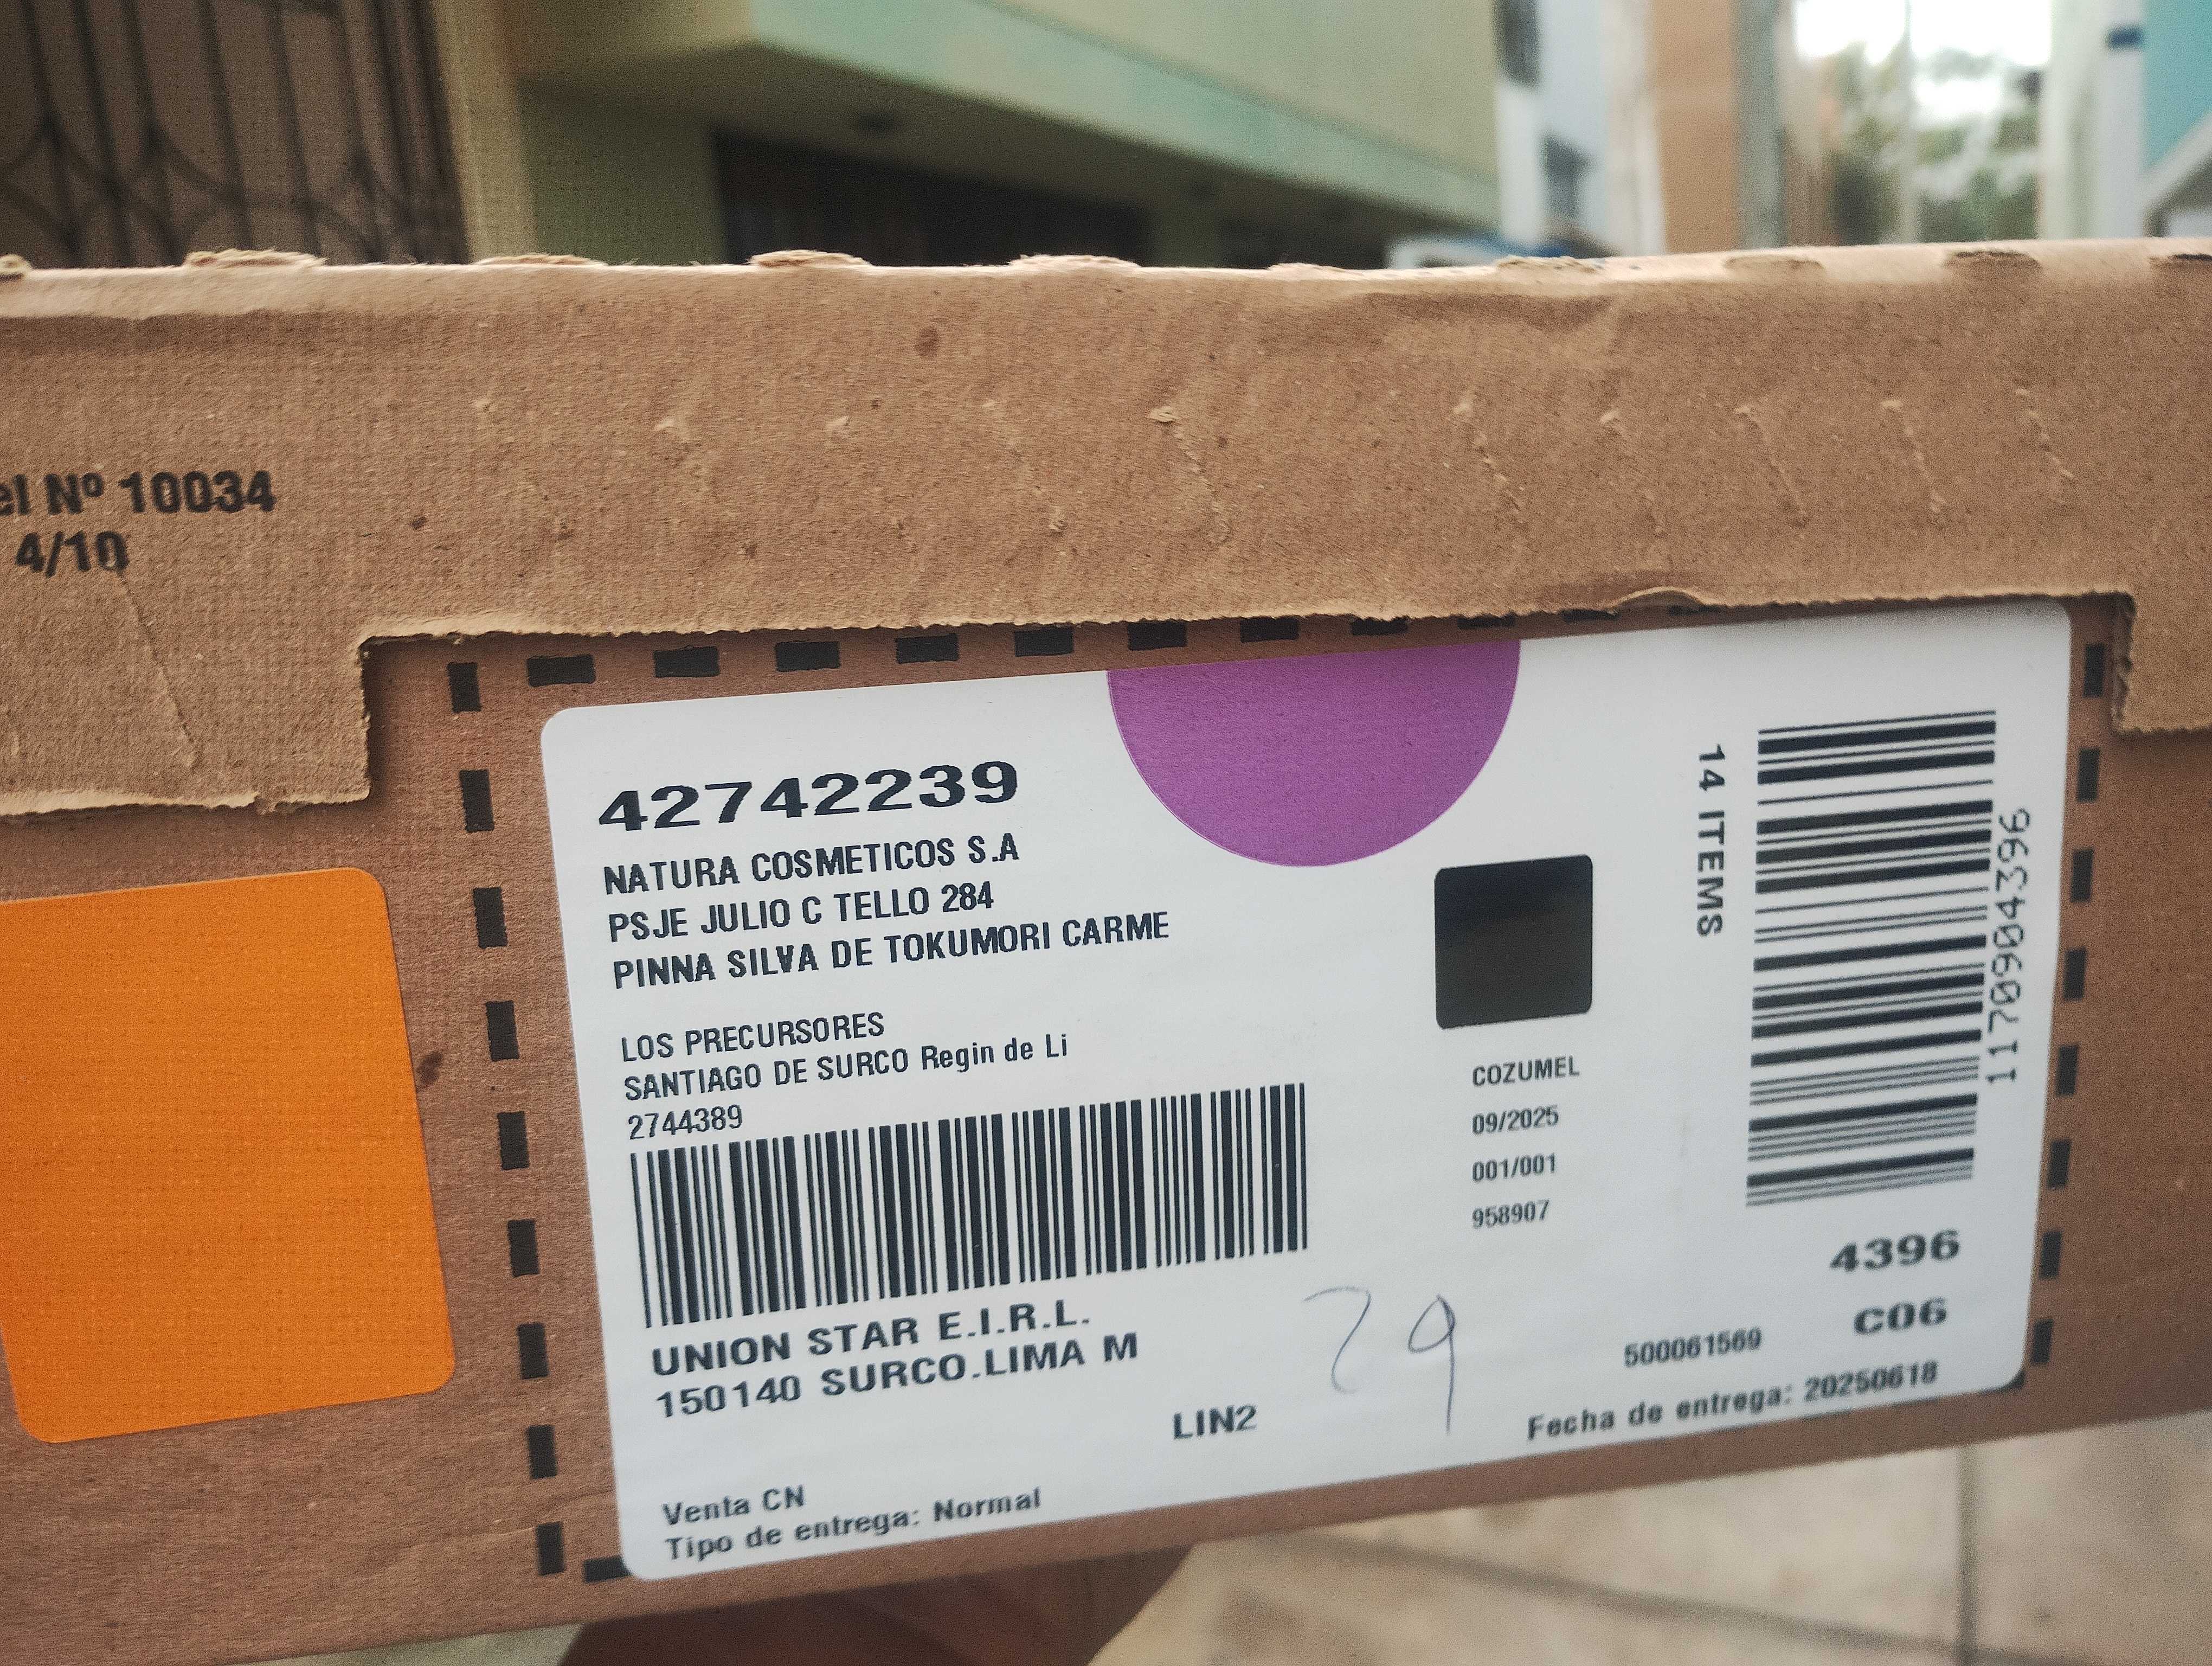 el Nº 10034
4/10
42742239
NATURA COSMETICOS S.A
PSJE JULIO C TELLO 284
PINNA SILVA DE TOKUMORI CARME
LOS PRECURSORES
SANTIAGO DE SURCO Regin de Li
2744389
UNION STAR E.I.R.L.
150140 SURCO.LIMA M
LIN2
Venta CN
Tipo de entrega: Normal
COZUMEL
09/2025
001/001
958907
29
14 ITEMS
1170904396
4396
C06
500061569
Fecha de entrega: 20250618